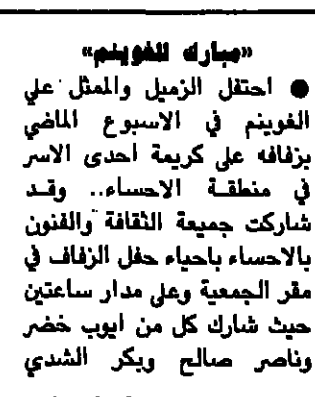 «مبارك للغوينم»
● احتفل الزميل والممثل علي
الغوينم في الاسبوع الماضي
بزفافه على كريمة احدى الاسر
في منطقة الاحساء.. وقد
شاركت جميعة الثقافة والفنون
بالاحساء باحياء حفل الزفاف في
مقر الجمعية وعلى مدار ساعتين
حيث شارك كل من ايوب خضر
وناصر صالح وبكر الشدي